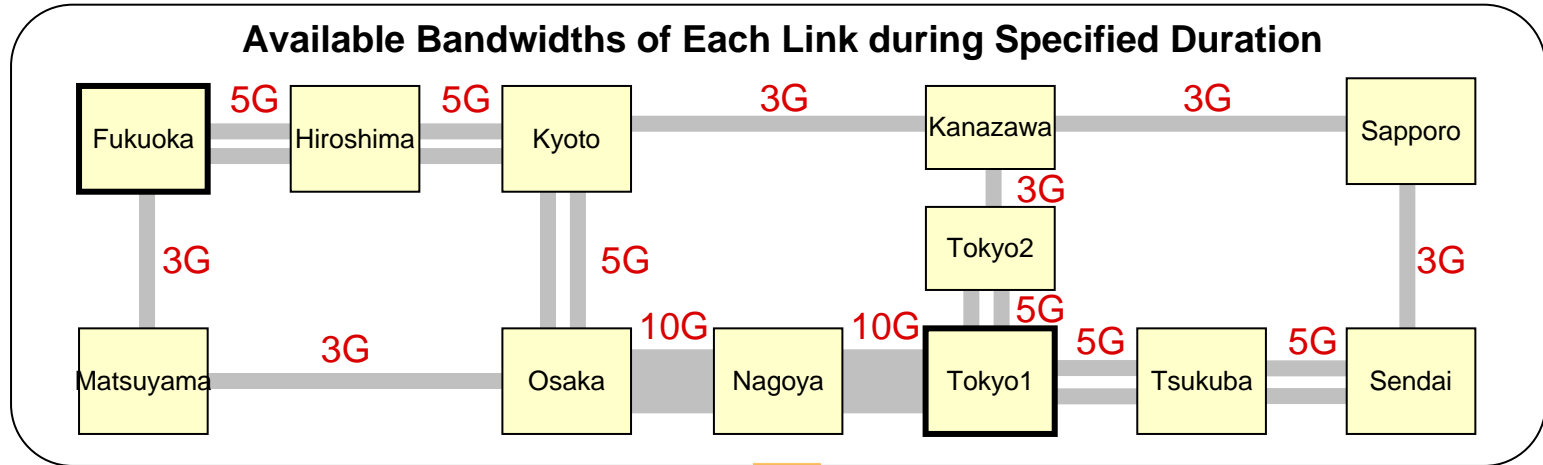 Available Bandwidths of Each Link during Specified Duration
5G
5G
3G
3G
Fukuoka
Hiroshima
Kyoto
Kanazawa
Sapporo
3G
Tokyo2
3G
5G
3G
5G
10G
10G
5G
5G
3G
Matsuyama
Osaka
Nagoya
Tokyo1
Tsukuba
Sendai